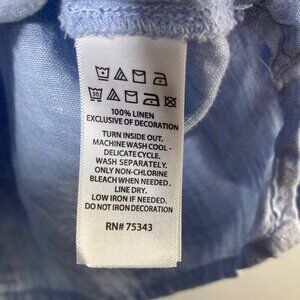 30
100% LINEN
EXCLUSIVE OF DECORATION
TURN INSIDE OUT.
MACHINE WASH COOL -
DELICATE CYCLE.
WASH SEPARATELY.
ONLY NON-CHLORINE
BLEACH WHEN NEEDED.
LINE DRY.
LOW IRON IF NEEDED.
DO NOT IRON DECORATION
RN# 75343